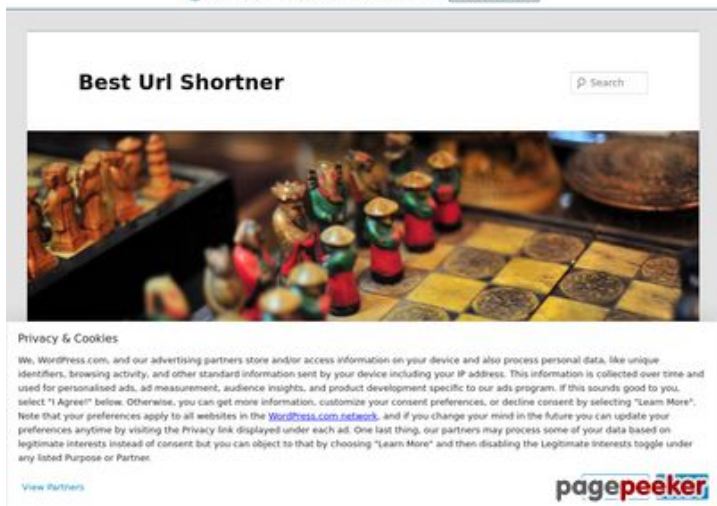 Best Url Shortner
Search
Privacy & Cookies
We, WordPress.com, and our advertising partners store and/or access information on your device and also process personal data, like unique
identifiers, browsing activity, and other standard information sent by your device including your IP address. This information is collected over time and
used for personalised ads, ad measurement, audience insights, and product development specific to our ads program. If this sounds good to you,
select "I Agree!" below. Otherwise, you can get more information, customize your consent preferences, or decline consent by selecting "Learn More".
Note that your preferences apply to all websites in the WordPress.com network, and if you change your mind in the future you can update your
preferences anytime by visiting the Privacy link displayed under each ad. One last thing, our partners may process some of your data based on
legitimate interests instead of consent but you can object to that by choosing "Learn More" and then disabling the Legitimate Interests toggle under
any listed Purpose or Partner.
View Partners
pagepeeker